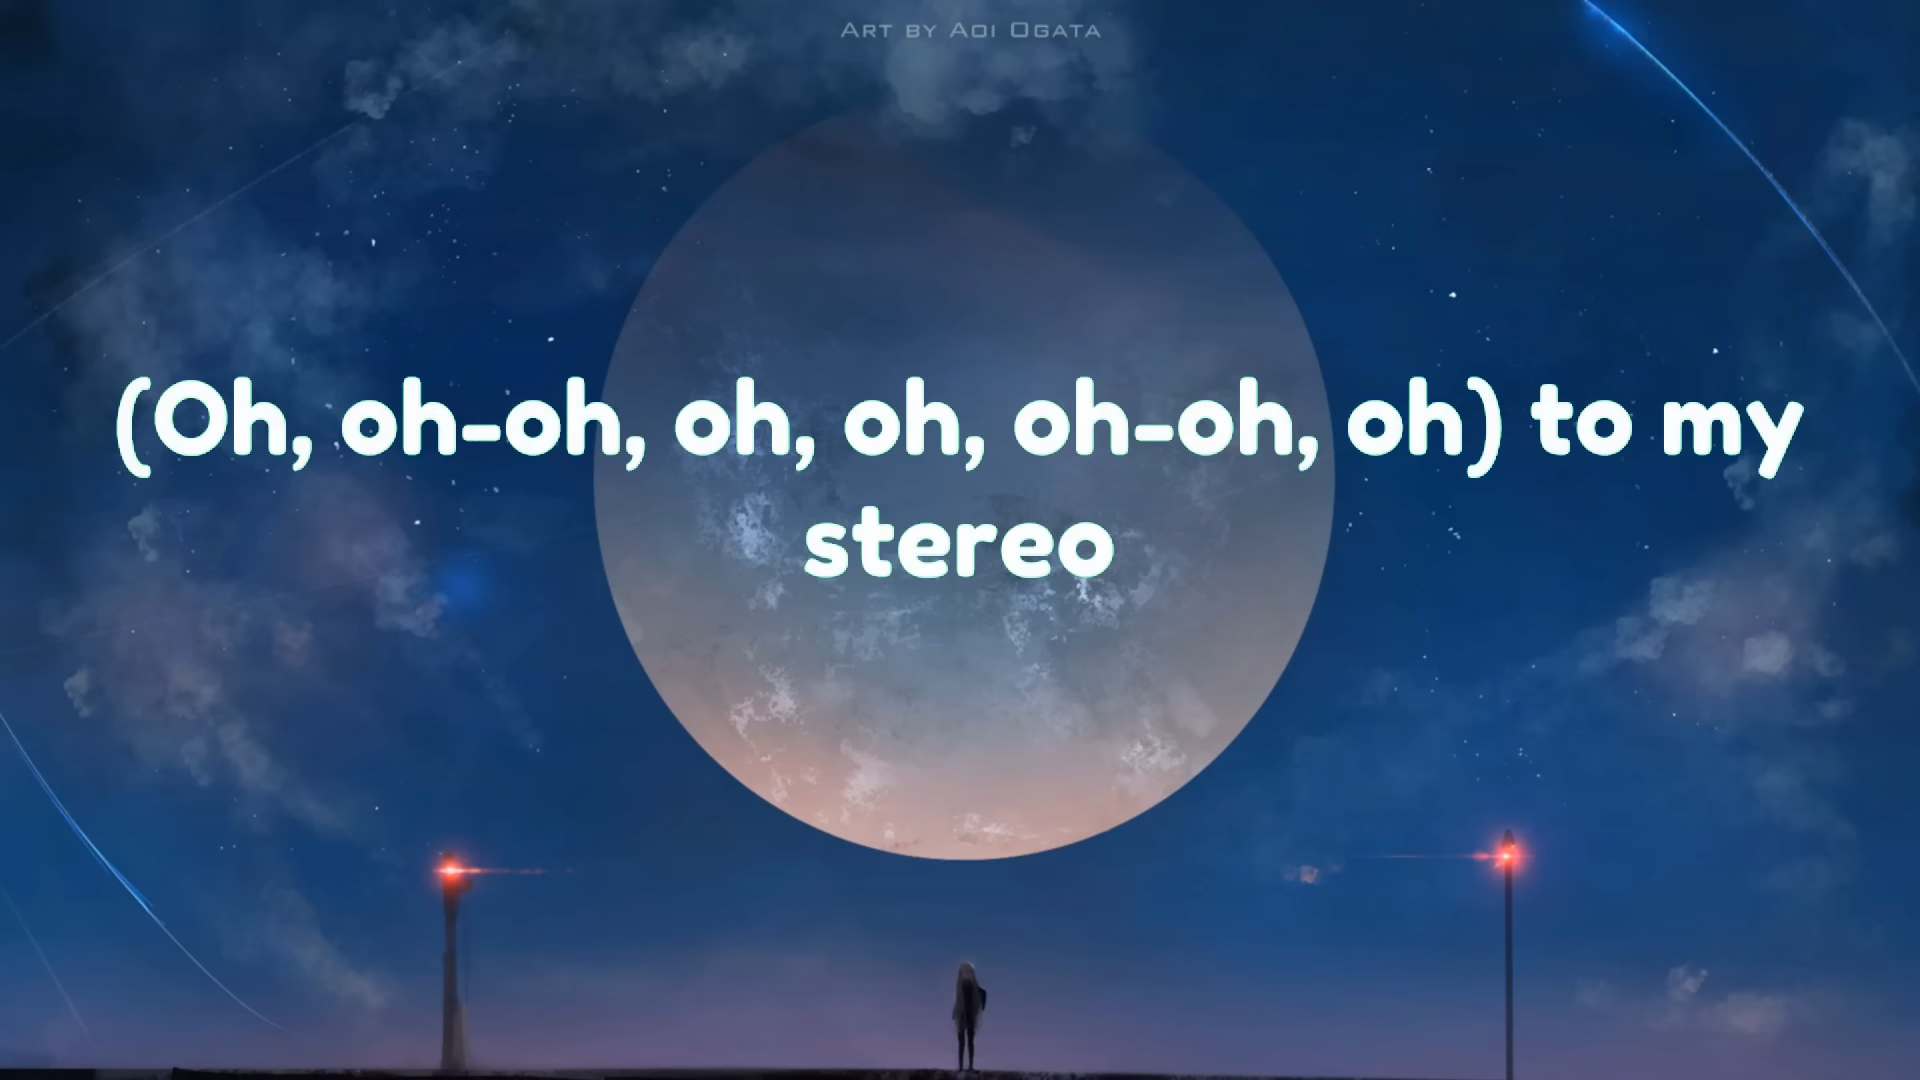 ART BY AOI OGATA
(Oh, oh-oh, oh, oh, oh-oh, oh) to my
stereo